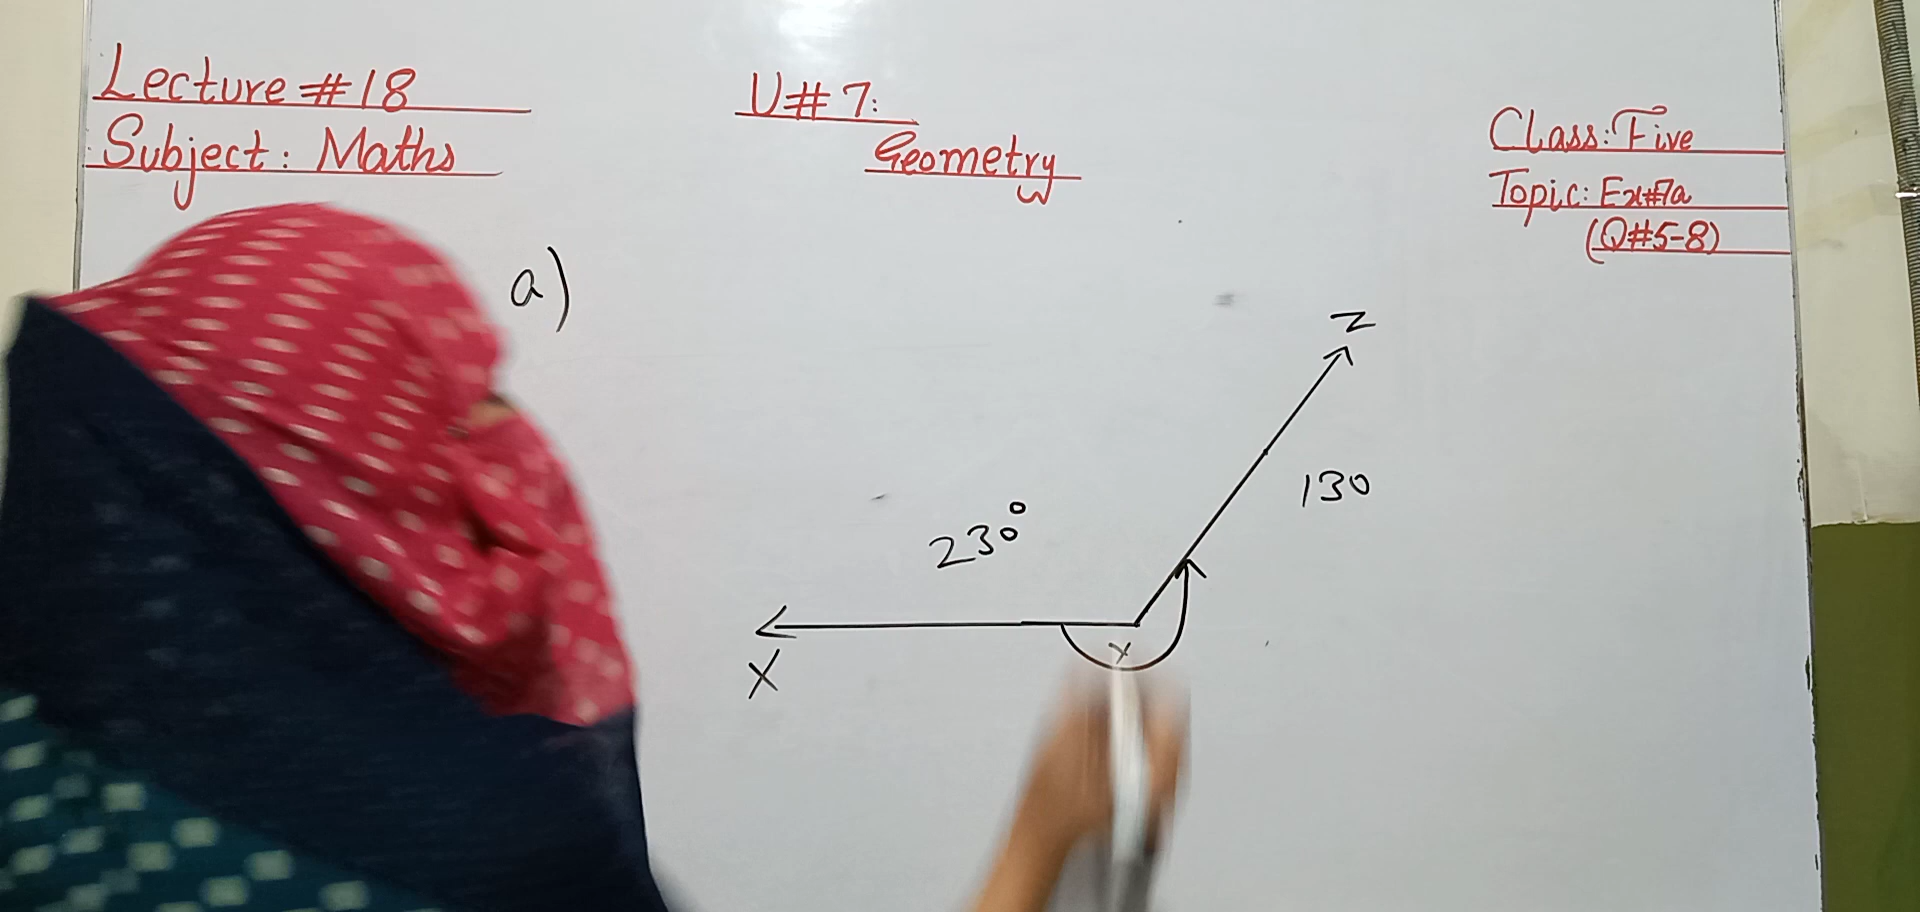 Lecture # 18
Subject: Maths
U# 7:
Geometry
Class: Five
Topic: Ex#7a
(Q#5-8)
a)
Z
130
230°
X
Y